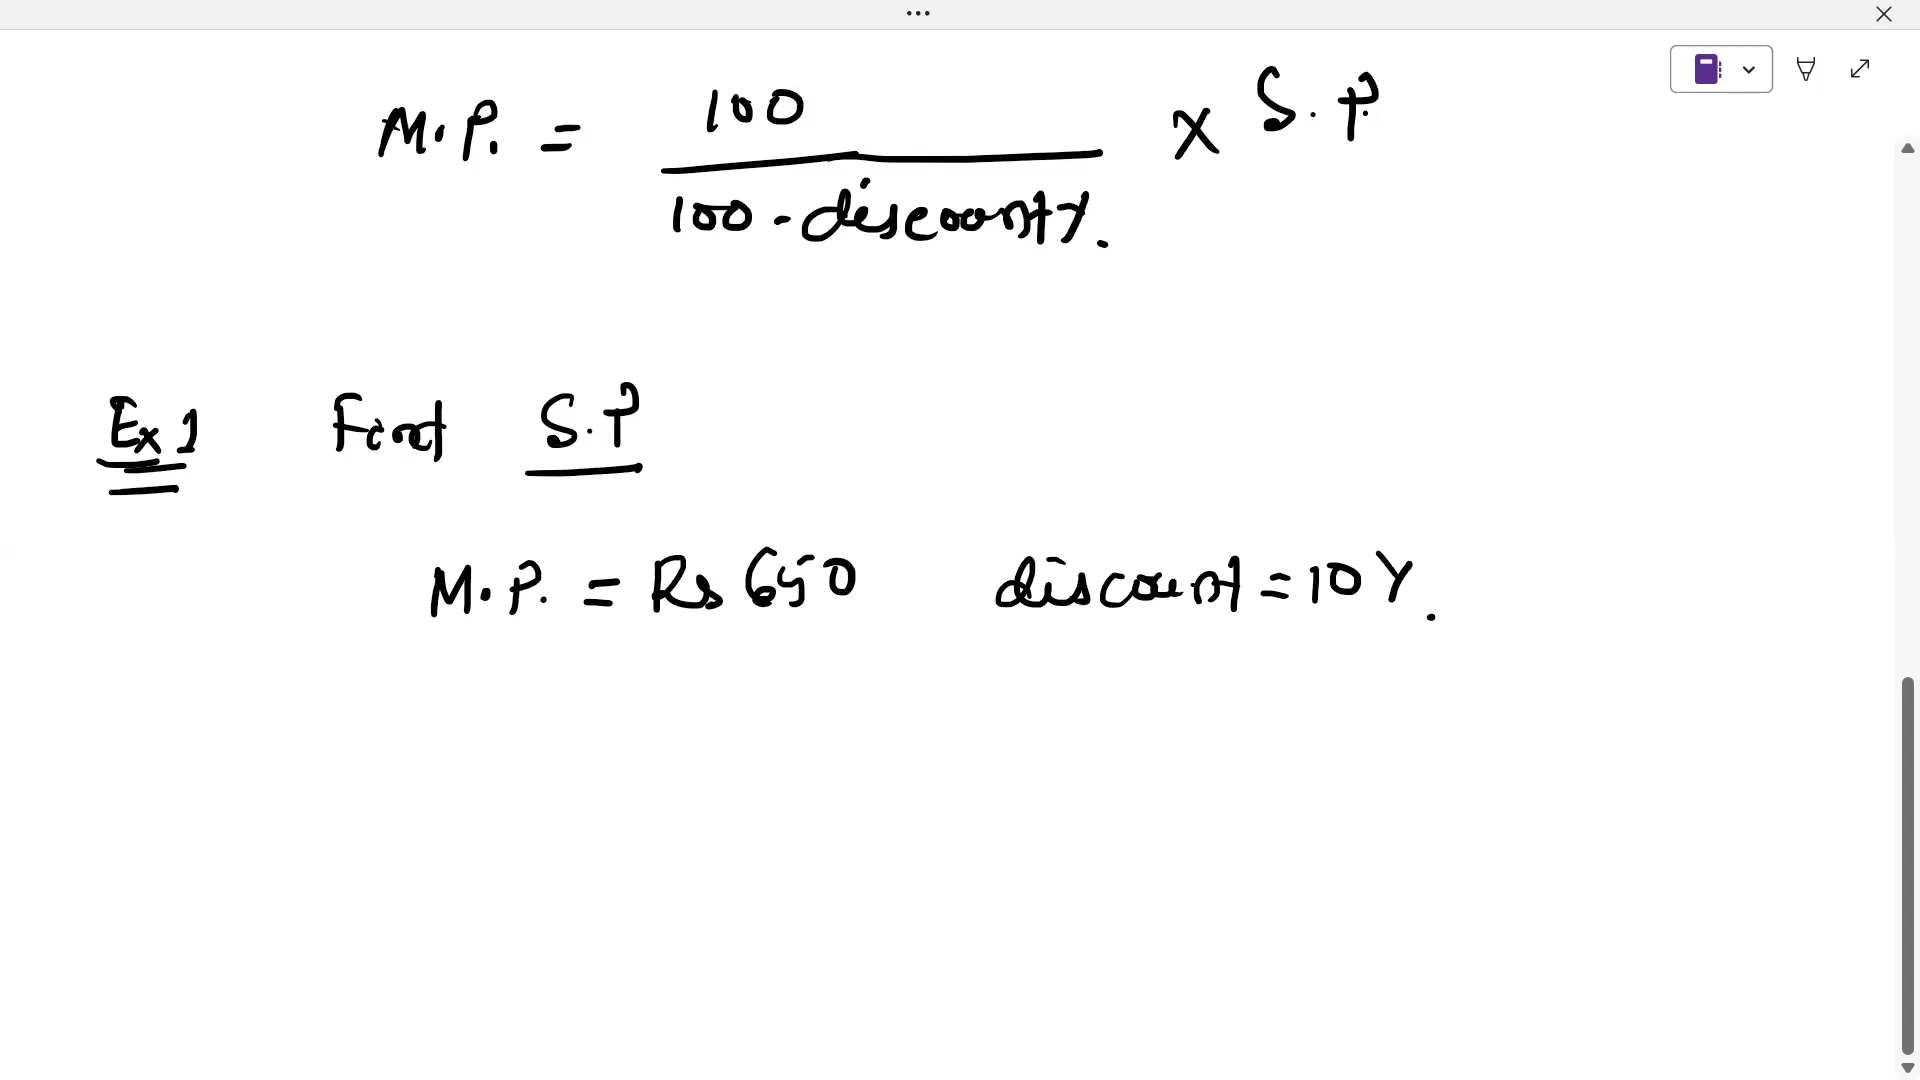 M.P. = 100 / 100 - discount%. × S.P.
Ex 1 Find S.P
M.P. = Rs 650 discount = 10%.